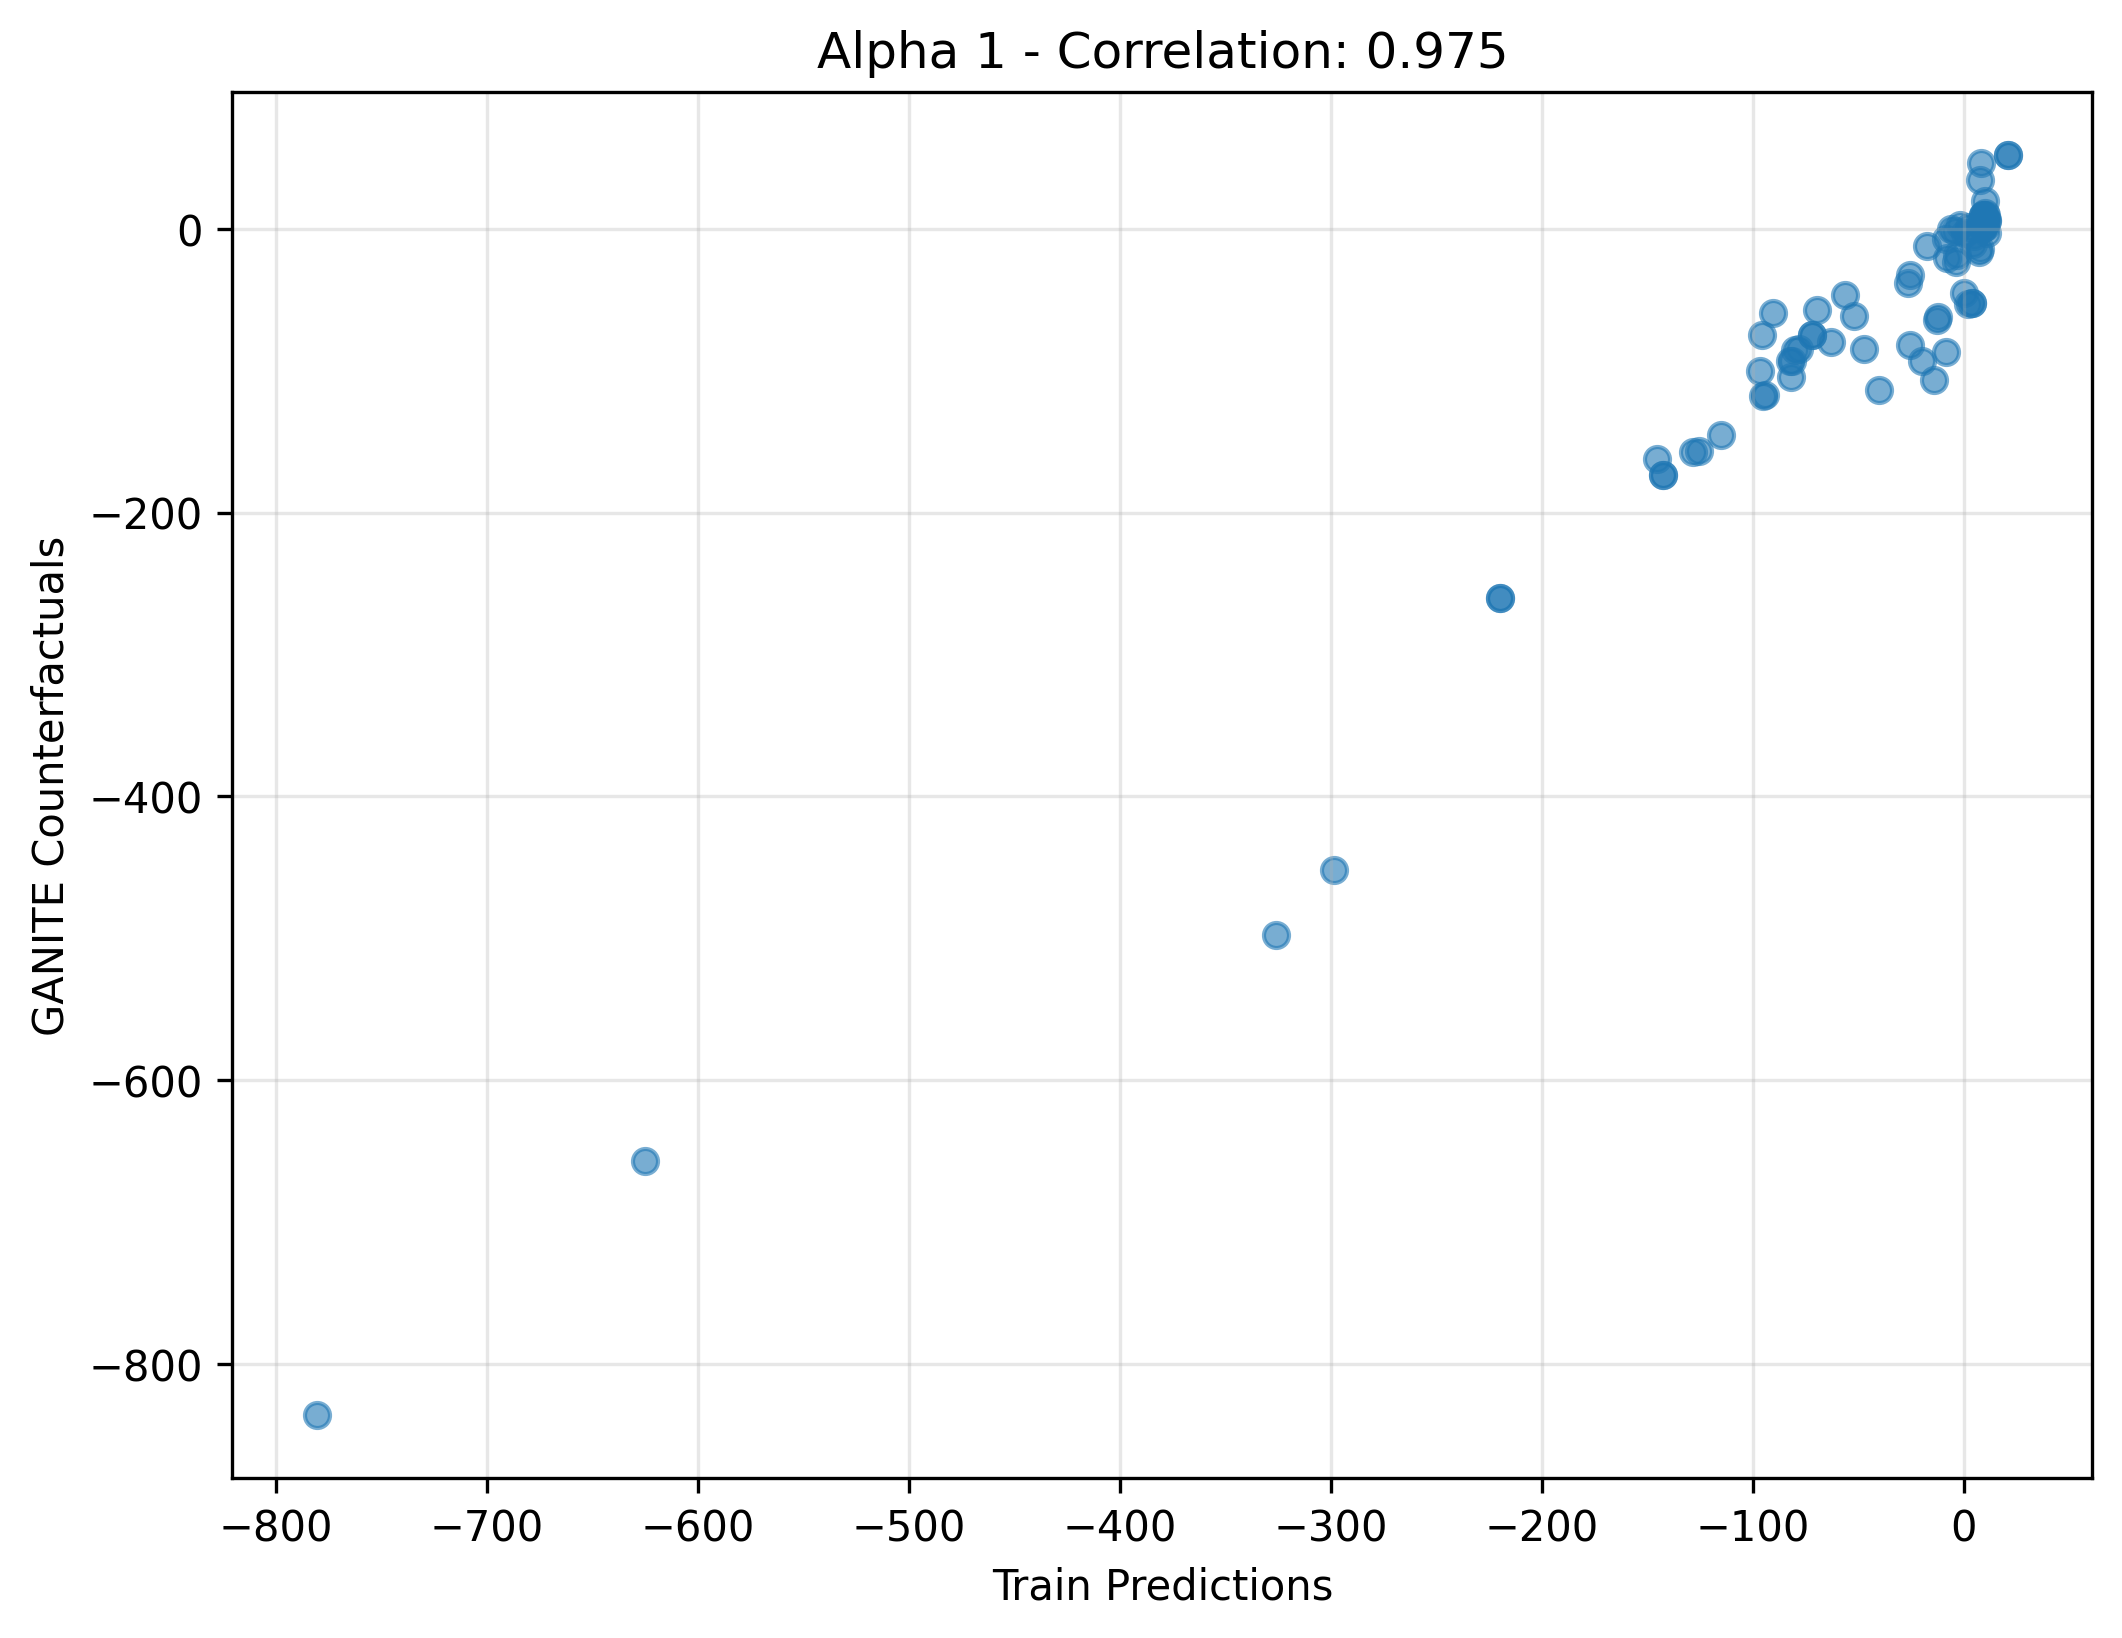 Alpha 1 - Correlation: 0.975
GANITE Counterfactuals
0
−200
−400
−600
−800
−800 −700 −600 −500 −400 −300 −200 −100 0
Train Predictions